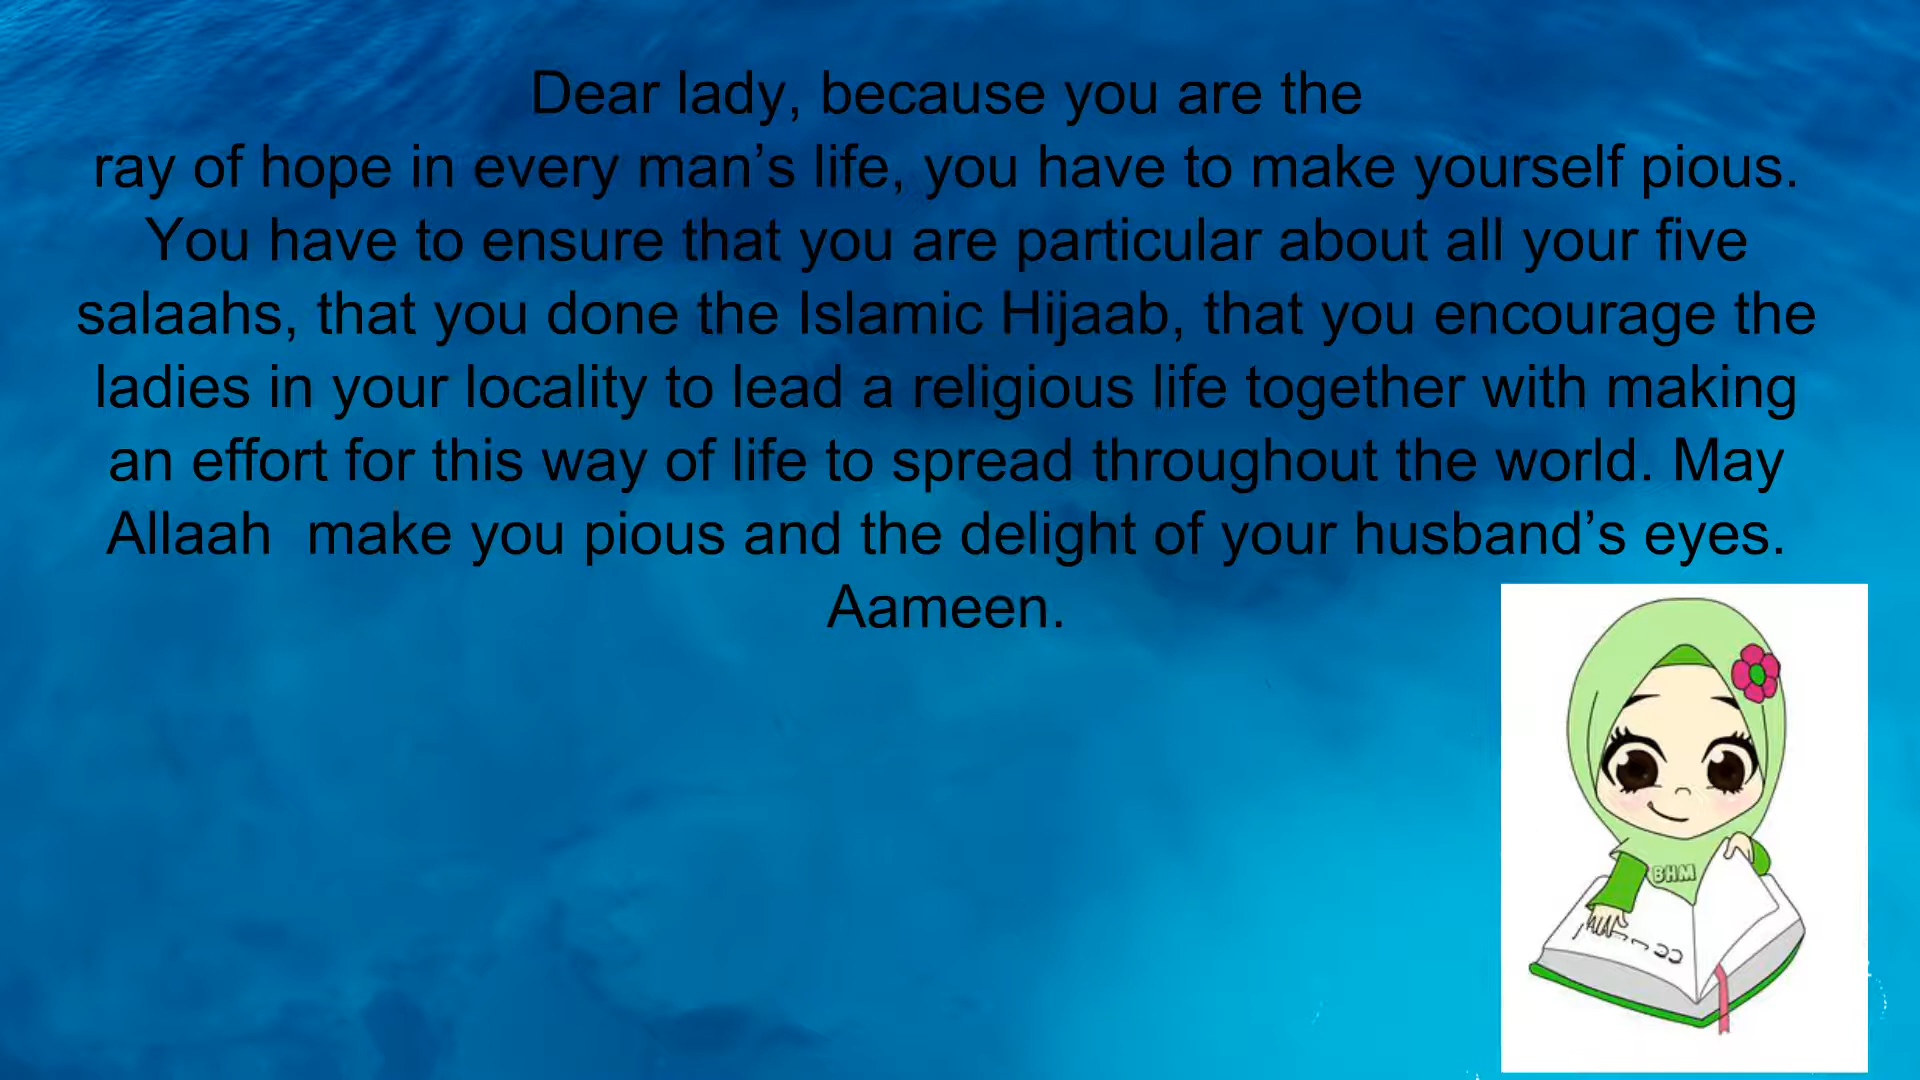 Dear lady, because you are the
ray of hope in every man’s life, you have to make yourself pious.
You have to ensure that you are particular about all your five
salaahs, that you done the Islamic Hijaab, that you encourage the
ladies in your locality to lead a religious life together with making
an effort for this way of life to spread throughout the world. May
Allaah  make you pious and the delight of your husband’s eyes.
Aameen.
BHM